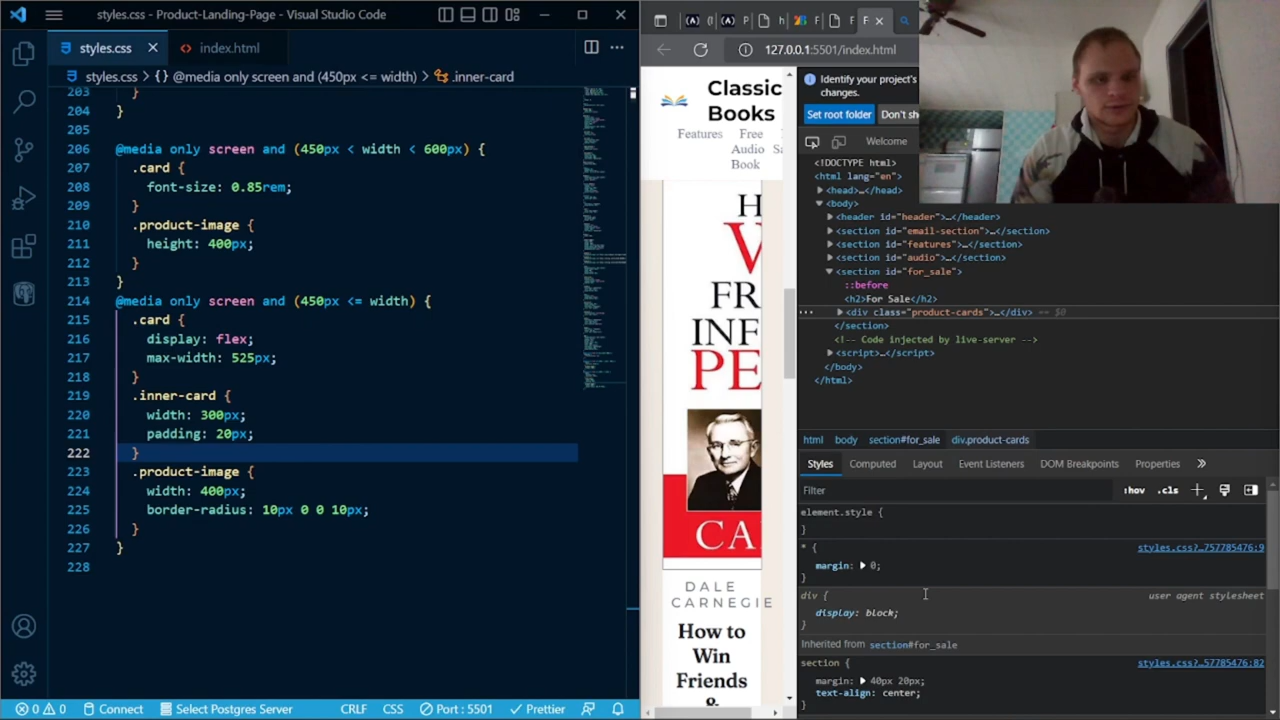 styles.css - Product-Landing-Page - Visual Studio Code
styles.css
index.html
styles.css > {} @media only screen and (450px <= width) > .inner-card
203 }
204 }
205
206 @media only screen and (450px < width < 600px) {
207 .card {
208 font-size: 0.85rem;
209 }
210 .product-image {
211 height: 400px;
212 }
213 }
214 @media only screen and (450px <= width) {
215 .card {
216 display: flex;
217 max-width: 525px;
218 }
219 .inner-card {
220 width: 300px;
221 padding: 20px;
222 }
223 .product-image {
224 width: 400px;
225 border-radius: 10px 0 0 10px;
226 }
227 }
228
0 0 Connect Select Postgres Server CRLF CSS Port : 5501 Prettier
127.0.0.1:5501/index.html
Classic
Books
Features Free
Audio
Book
FR
INF
PE
CA
DALE
CARNEGIE
How to
Win
Friends
&
Identify your project's
changes.
Set root folder Don't sh
Welcome
<!DOCTYPE html>
<html lang="en">
<head>…</head>
<body>
<header id="header">…</header>
<section id="email-section">…</section>
<section id="features">…</section>
<section id="audio">…</section>
<section id="for_sale">
::before
<h2>For Sale</h2>
<div class="product-cards">…</div> == $0
</section>
<!-- Code injected by live-server -->
<script>…</script>
</body>
</html>
html body section#for_sale div.product-cards
Styles Computed Layout Event Listeners DOM Breakpoints Properties
Filter :hov .cls
element.style {
}
* { styles.css?…757785476:9
margin: 0;
}
div { user agent stylesheet
display: block;
}
Inherited from section#for_sale
section { styles.css?…57785476:82
margin: 40px 20px;
text-align: center;
}